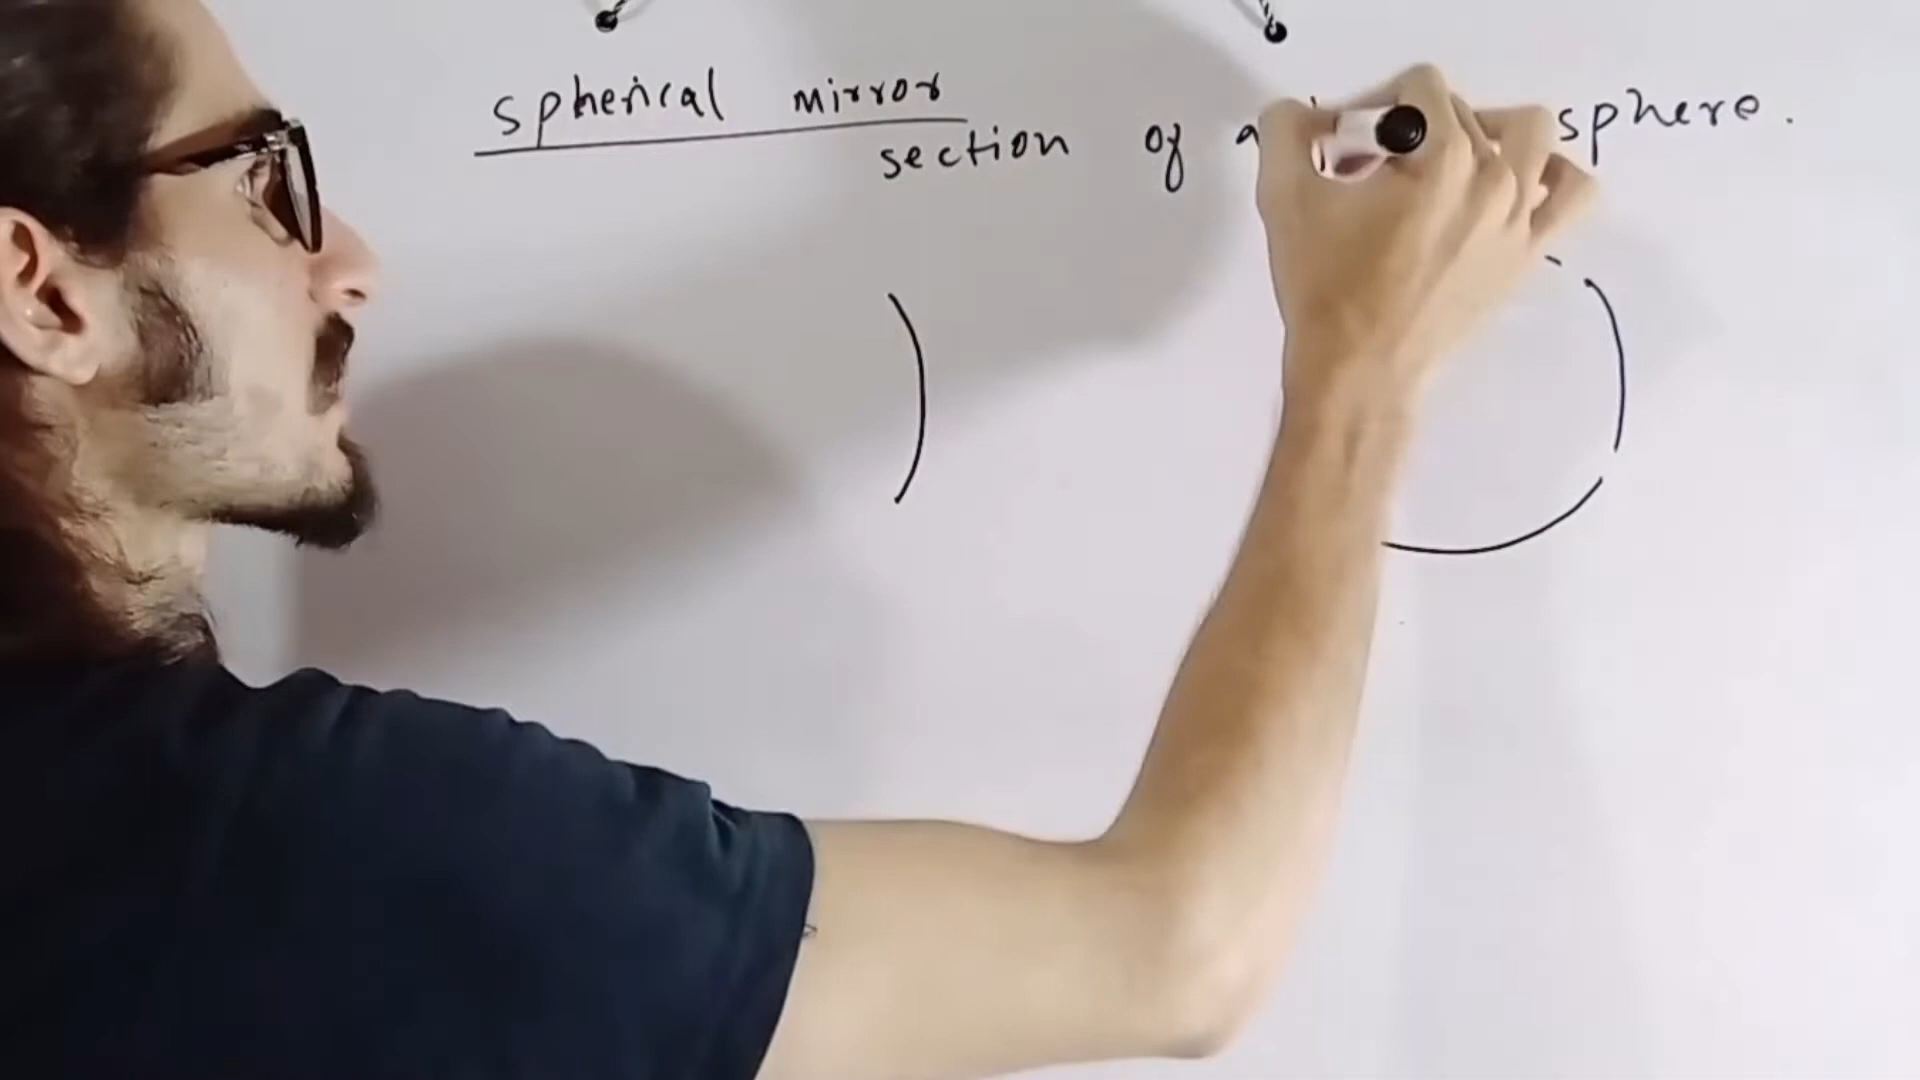 spherical mirror
section of a sphere.